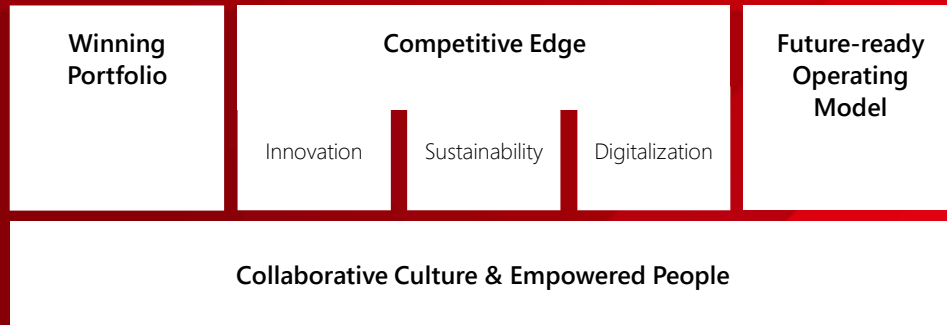 Winning
Portfolio
Competitive Edge
Innovation
Sustainability
Digitalization
Future-ready
Operating
Model
Collaborative Culture & Empowered People